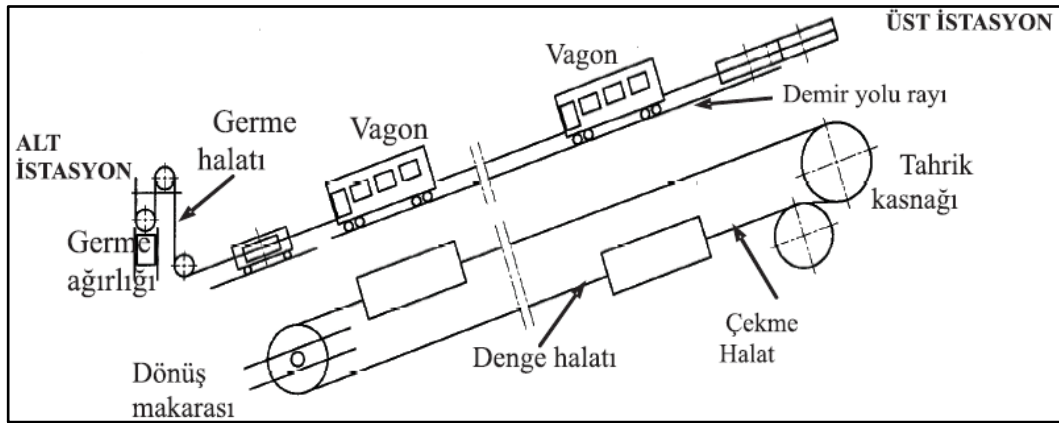 ÜST İSTASYON
Vagon
Demir yolu rayı
Germe
halatı
Vagon
ALT
İSTASYON
Tahrik
kasnağı
Germe
ağırlığı
Çekme
Halat
Denge halatı
Dönüş
makarası